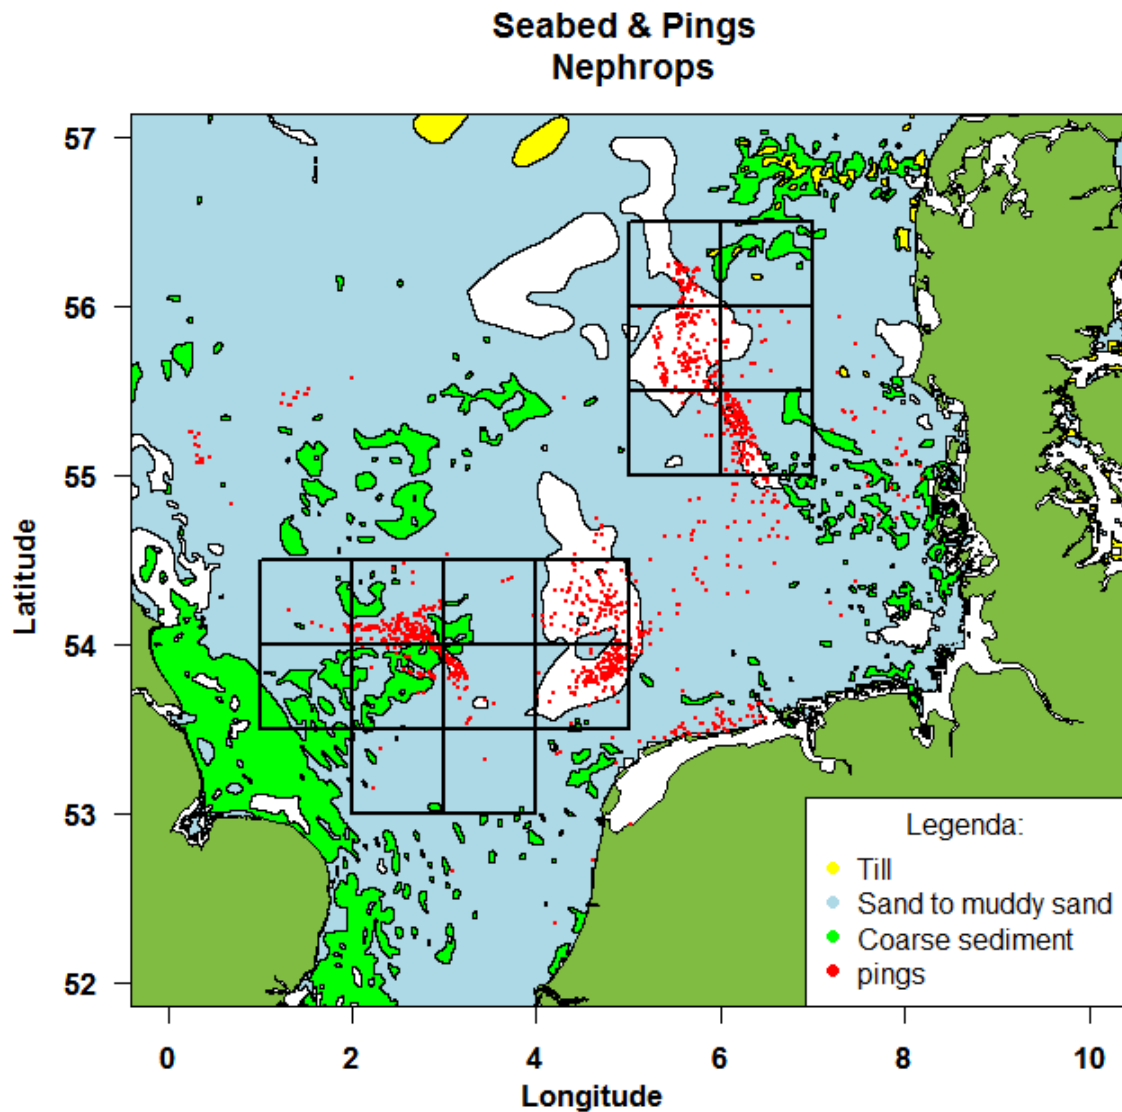 Seabed & Pings
Nephrops
57
56
55
54
53
52
Latitude
Legenda:
Till
Sand to muddy sand
Coarse sediment
pings
0 2 4 6 8 10
Longitude